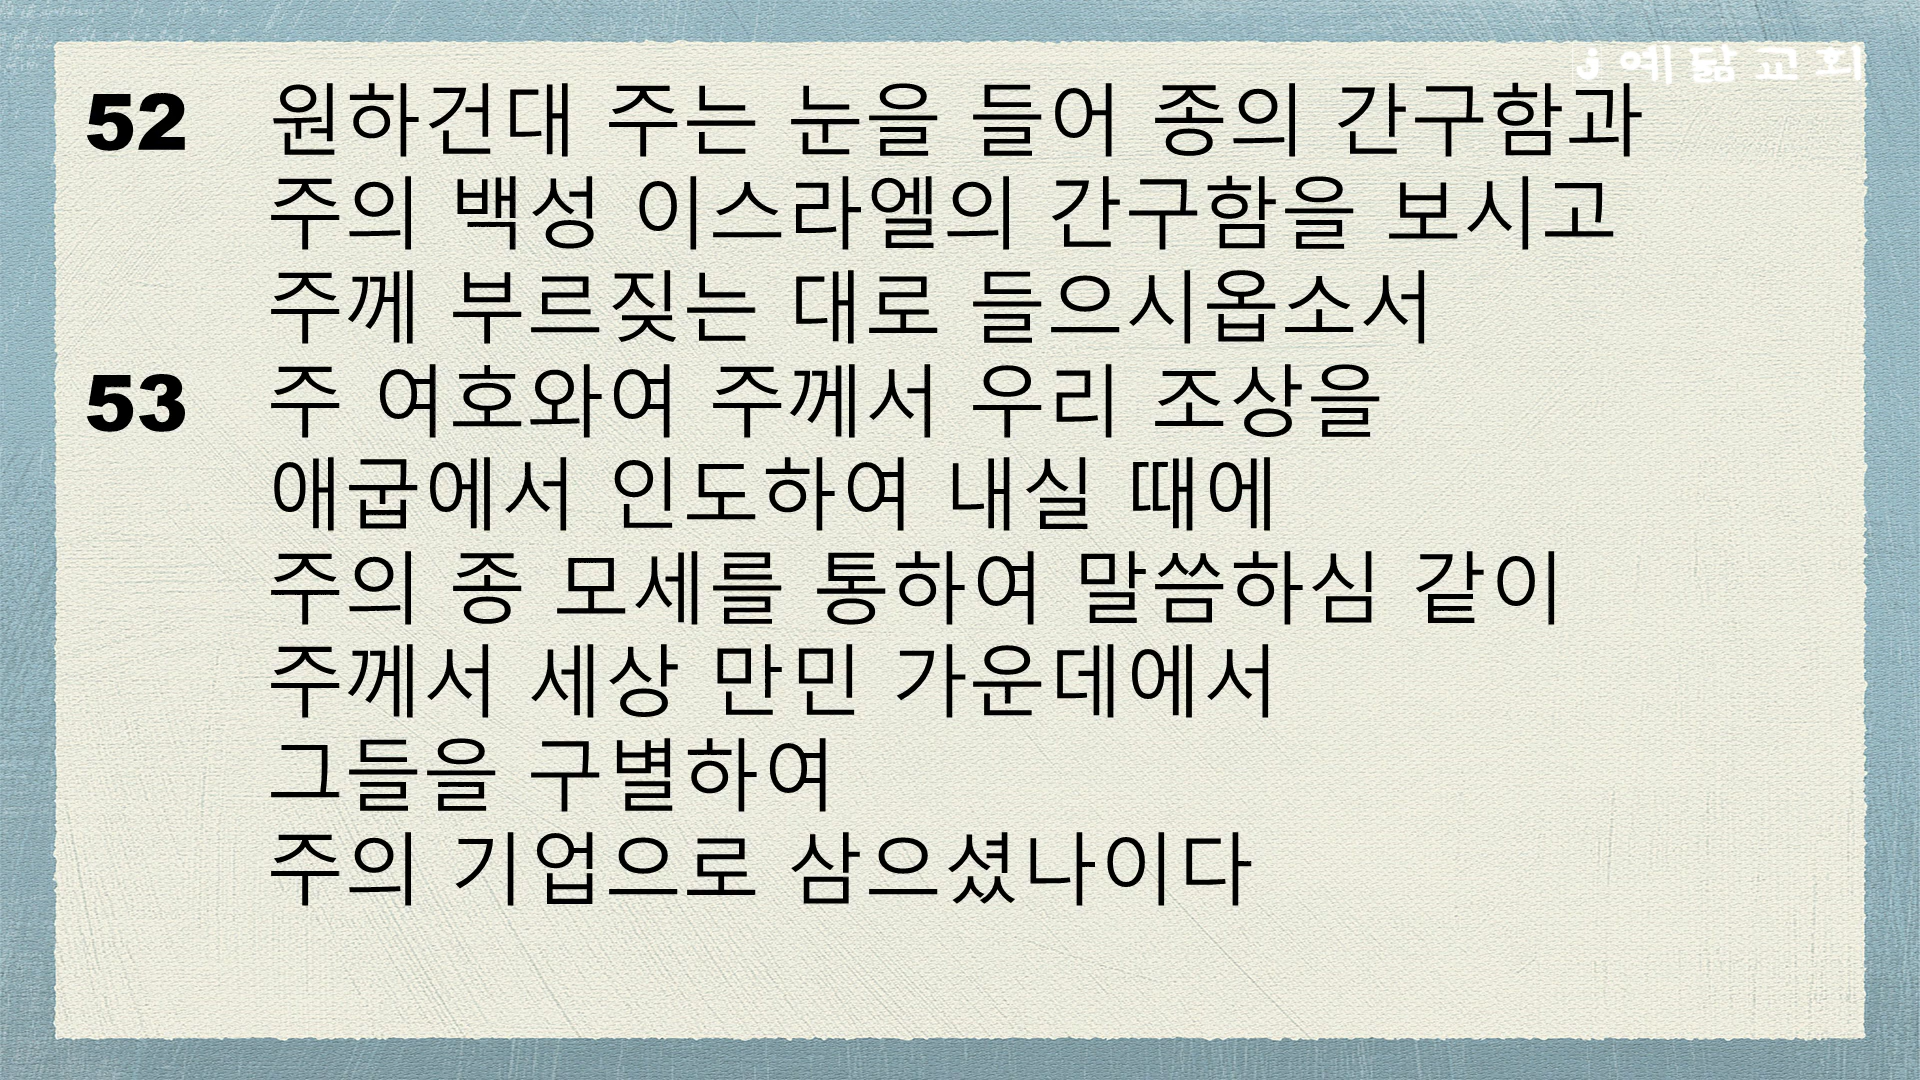 j 예닮교회
52 원하건대 주는 눈을 들어 종의 간구함과
주의 백성 이스라엘의 간구함을 보시고
주께 부르짖는 대로 들으시옵소서
53 주 여호와여 주께서 우리 조상을
애굽에서 인도하여 내실 때에
주의 종 모세를 통하여 말씀하심 같이
주께서 세상 만민 가운데에서
그들을 구별하여
주의 기업으로 삼으셨나이다